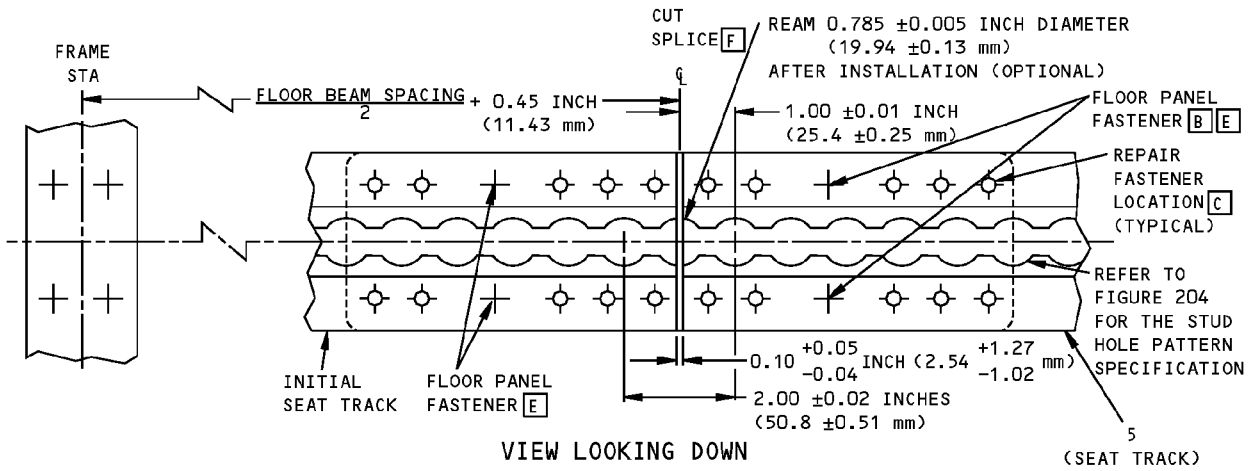 CUT
SPLICE F
REAM 0.785 ±0.005 INCH DIAMETER
(19.94 ±0.13 mm)
AFTER INSTALLATION (OPTIONAL)
FRAME
STA
℄
FLOOR BEAM SPACING
2
+ 0.45 INCH
(11.43 mm)
1.00 ±0.01 INCH
(25.4 ±0.25 mm)
FLOOR PANEL
FASTENER B E
REPAIR
FASTENER
LOCATION C
(TYPICAL)
REFER TO
FIGURE 204
FOR THE STUD
HOLE PATTERN
SPECIFICATION
0.10 +0.05 -0.04 INCH (2.54 +1.27 -1.02 mm)
2.00 ±0.02 INCHES
(50.8 ±0.51 mm)
INITIAL
SEAT TRACK
FLOOR PANEL
FASTENER E
VIEW LOOKING DOWN
5
(SEAT TRACK)